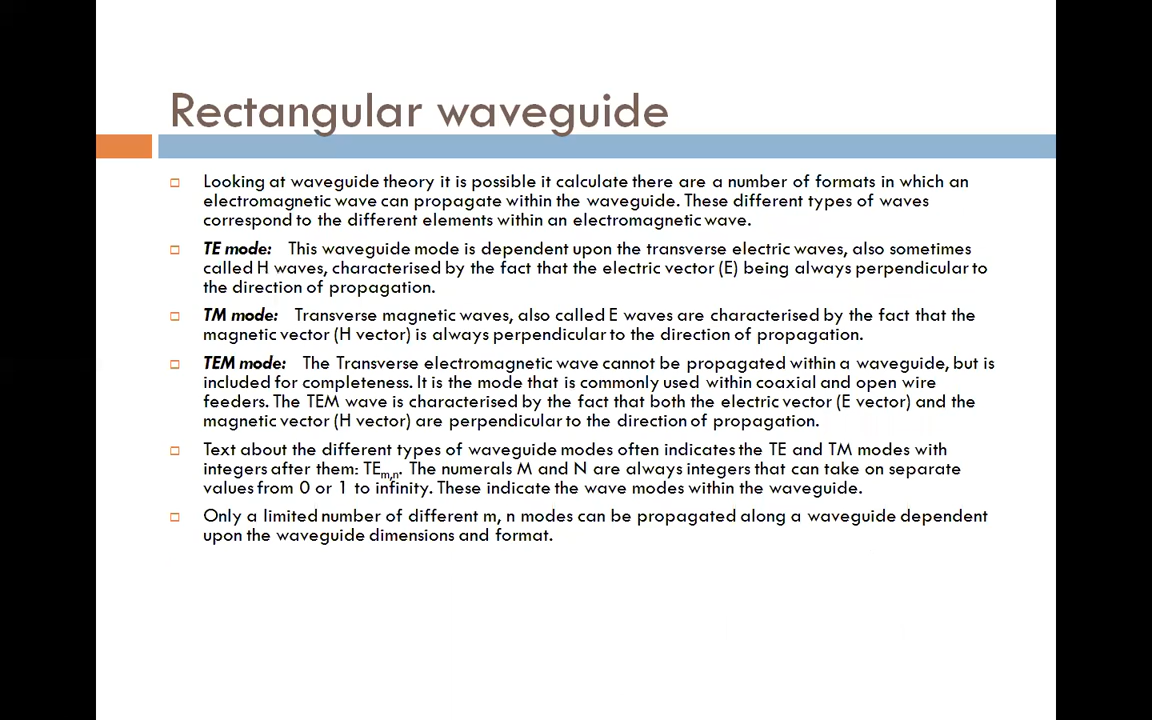 Rectangular waveguide
Looking at waveguide theory it is possible it calculate there are a number of formats in which an
electromagnetic wave can propagate within the waveguide. These different types of waves
correspond to the different elements within an electromagnetic wave.
TE mode: This waveguide mode is dependent upon the transverse electric waves, also sometimes
called H waves, characterised by the fact that the electric vector (E) being always perpendicular to
the direction of propagation.
TM mode: Transverse magnetic waves, also called E waves are characterised by the fact that the
magnetic vector (H vector) is always perpendicular to the direction of propagation.
TEM mode: The Transverse electromagnetic wave cannot be propagated within a waveguide, but is
included for completeness. It is the mode that is commonly used within coaxial and open wire
feeders. The TEM wave is characterised by the fact that both the electric vector (E vector) and the
magnetic vector (H vector) are perpendicular to the direction of propagation.
Text about the different types of waveguide modes often indicates the TE and TM modes with
integers after them: TEm,n. The numerals M and N are always integers that can take on separate
values from 0 or 1 to infinity. These indicate the wave modes within the waveguide.
Only a limited number of different m, n modes can be propagated along a waveguide dependent
upon the waveguide dimensions and format.